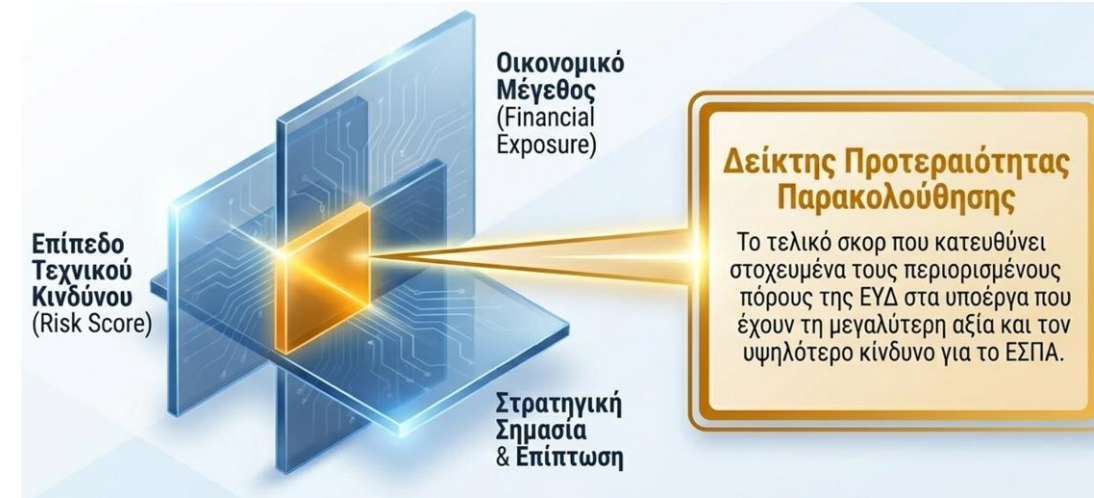 Οικονομικό
Μέγεθος
(Financial
Exposure)
Επίπεδο
Τεχνικού
Κινδύνου
(Risk Score)
Στρατηγική
Σημασία
& Επίπτωση
Δείκτης Προτεραιότητας
Παρακολούθησης
Το τελικό σκορ που κατευθύνει
στοχευμένα τους περιορισμένους
πόρους της ΕΥΔ στα υποέργα που
έχουν τη μεγαλύτερη αξία και τον
υψηλότερο κίνδυνο για το ΕΣΠΑ.